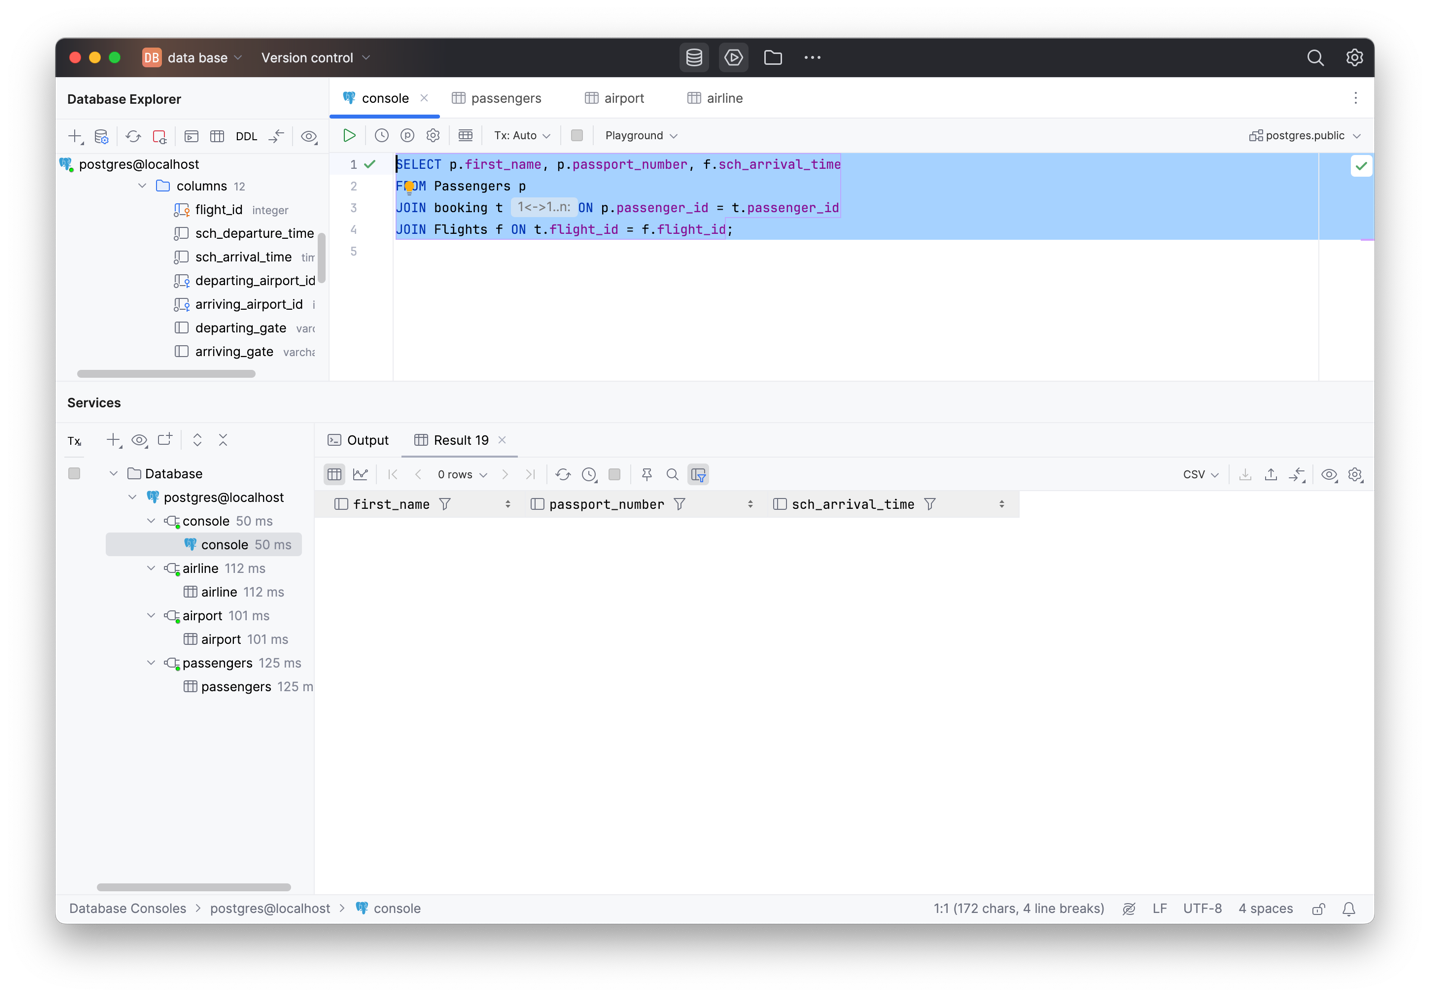 DB data base Version control
Database Explorer
console passengers airport airline
DDL
Tx: Auto Playground postgres.public
postgres@localhost
columns 12
flight_id integer
sch_departure_time
sch_arrival_time tim
departing_airport_id
arriving_airport_id i
departing_gate varc
arriving_gate varcha
1 SELECT p.first_name, p.passport_number, f.sch_arrival_time
2 FROM Passengers p
3 JOIN booking t 1<->1..n: ON p.passenger_id = t.passenger_id
4 JOIN Flights f ON t.flight_id = f.flight_id;
5
Services
Tx
Database
postgres@localhost
console 50 ms
console 50 ms
airline 112 ms
airline 112 ms
airport 101 ms
airport 101 ms
passengers 125 ms
passengers 125 m
Output Result 19
0 rows CSV
first_name passport_number sch_arrival_time
Database Consoles > postgres@localhost > console
1:1 (172 chars, 4 line breaks) LF UTF-8 4 spaces